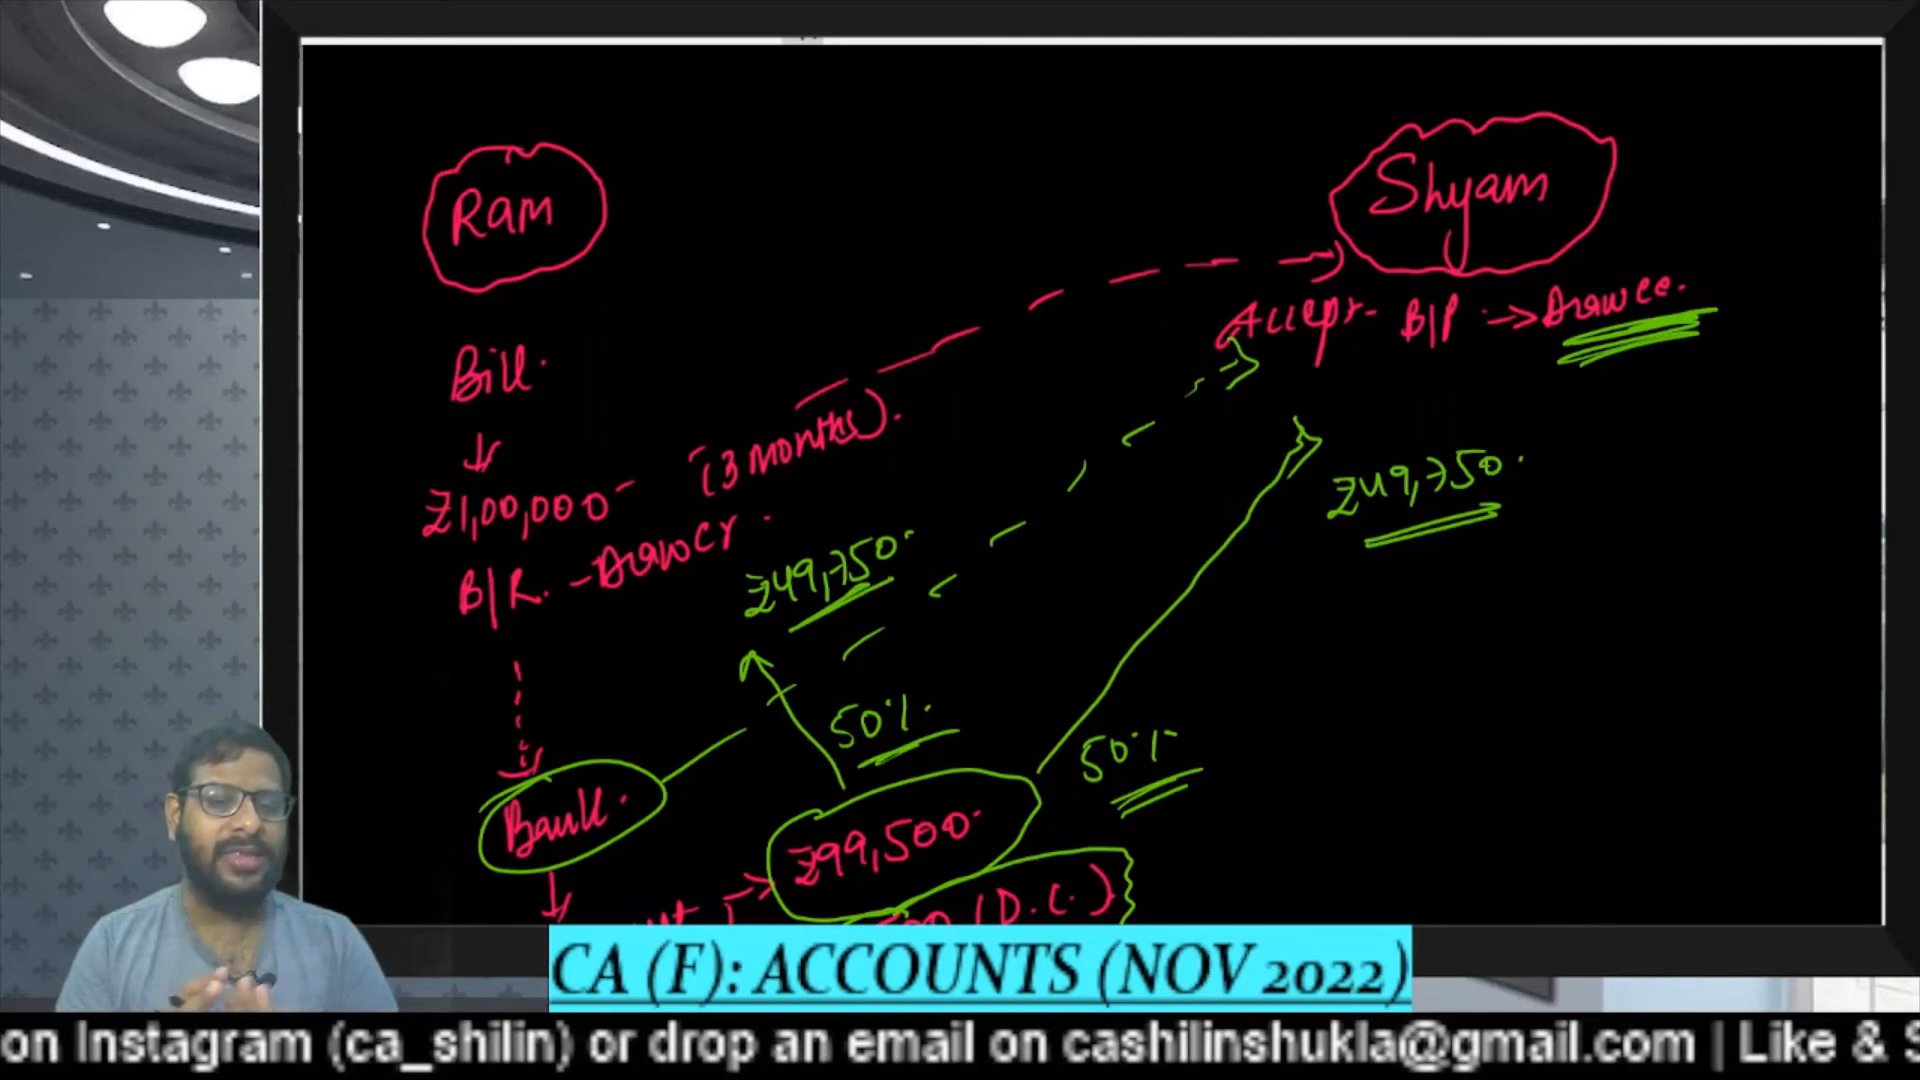 Ram
Shyam
Accept- B/P → Drawee.
Bill.
↓
₹1,00,000 (3 months).
B/R. - Drawer.
₹49,750.
₹49,750.
50%.
50%
Bank.
₹99,500.
(D.C.)
CA (F): ACCOUNTS (NOV 2022)
on Instagram (ca_shilin) or drop an email on cashilinshukla@gmail.com | Like & S